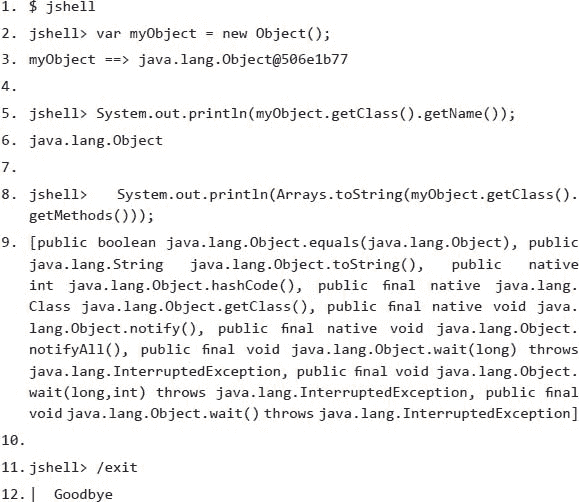 1. $ jshell
2. jshell> var myObject = new Object();
3. myObject ==> java.lang.Object@506e1b77
4.
5. jshell> System.out.println(myObject.getClass().getName());
6. java.lang.Object
7.
8. jshell> System.out.println(Arrays.toString(myObject.getClass().
getMethods()));
9. [public boolean java.lang.Object.equals(java.lang.Object), public
java.lang.String java.lang.Object.toString(), public native
int java.lang.Object.hashCode(), public final native java.lang.
Class java.lang.Object.getClass(), public final native void java.
lang.Object.notify(), public final native void java.lang.Object.
notifyAll(), public final void java.lang.Object.wait(long) throws
java.lang.InterruptedException, public final void java.lang.Object.
wait(long,int) throws java.lang.InterruptedException, public final
void java.lang.Object.wait() throws java.lang.InterruptedException]
10.
11. jshell> /exit
12. | Goodbye